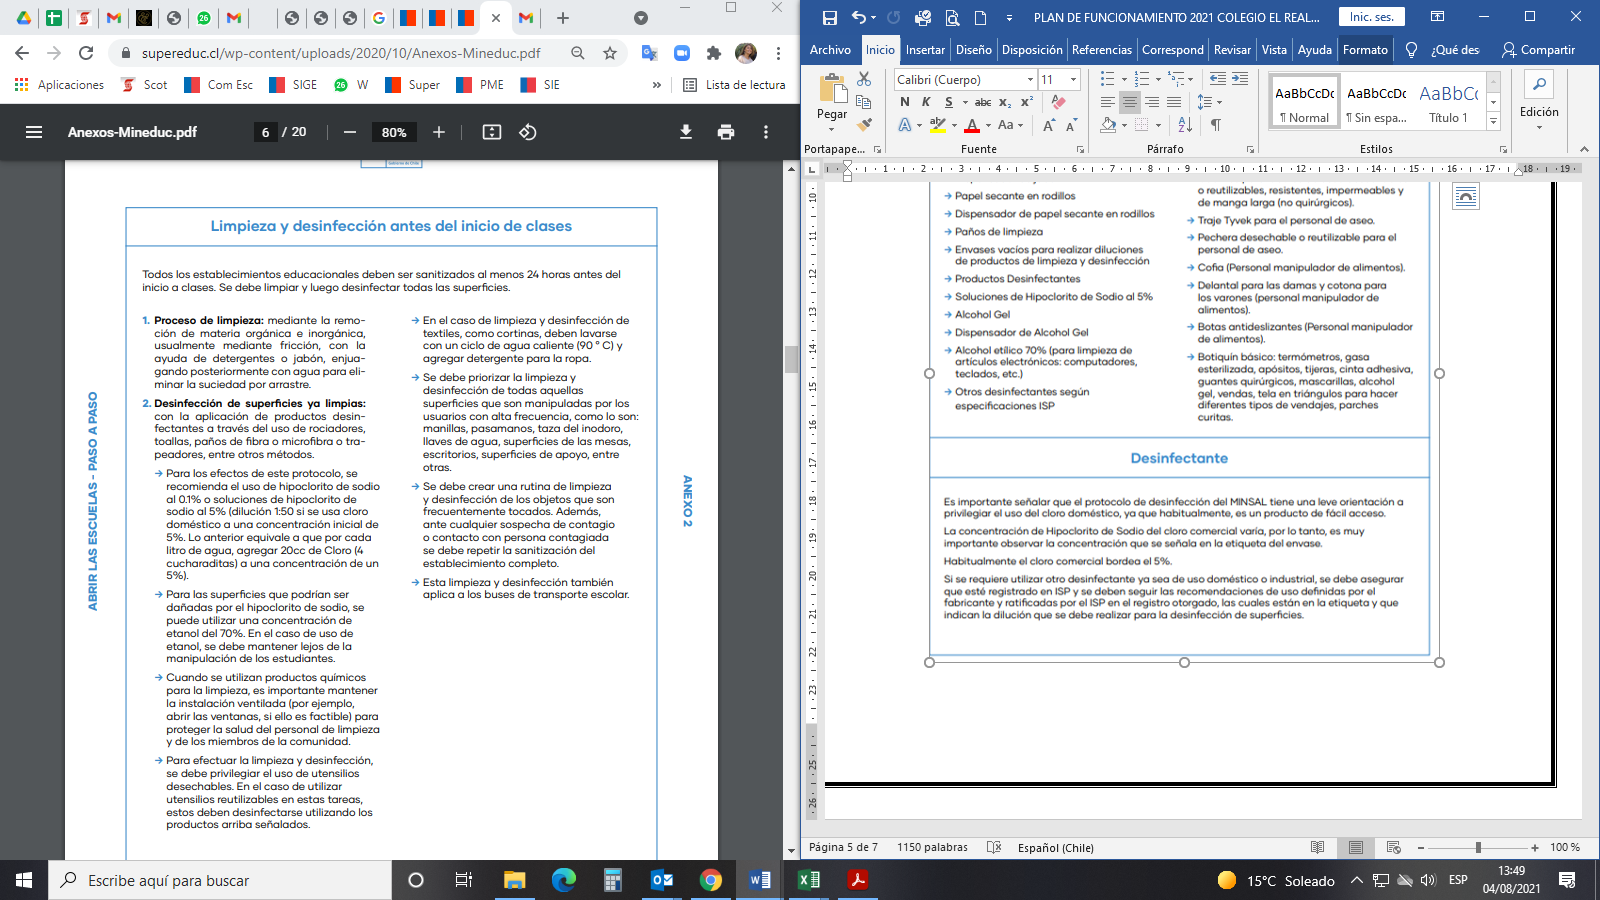 supereduc.cl/wp-content/uploads/2020/10/Anexos-Mineduc.pdf
Aplicaciones
Scot
Com Esc
SIGE
26
W
Super
PME
SIE
»
Lista de lectura
Anexos-Mineduc.pdf
6 / 20
80%
Limpieza y desinfección antes del inicio de clases
Todos los establecimientos educacionales deben ser sanitizados al menos 24 horas antes del
inicio a clases. Se debe limpiar y luego desinfectar todas las superficies.
1. Proceso de limpieza: mediante la remo-
ción de materia orgánica e inorgánica,
usualmente mediante fricción, con la
ayuda de detergentes o jabón, enjua-
gando posteriormente con agua para eli-
minar la suciedad por arrastre.
2. Desinfección de superficies ya limpias:
con la aplicación de productos desin-
fectantes a través del uso de rociadores,
toallas, paños de fibra o microfibra o tra-
peadores, entre otros métodos.
→ Para los efectos de este protocolo, se
recomienda el uso de hipoclorito de sodio
al 0.1% o soluciones de hipoclorito de
sodio al 5% (dilución 1:50 si se usa cloro
doméstico a una concentración inicial de
5%. Lo anterior equivale a que por cada
litro de agua, agregar 20cc de Cloro (4
cucharaditas) a una concentración de un
5%).
→ Para las superficies que podrían ser
dañadas por el hipoclorito de sodio, se
puede utilizar una concentración de
etanol del 70%. En el caso de uso de
etanol, se debe mantener lejos de la
manipulación de los estudiantes.
→ Cuando se utilizan productos químicos
para la limpieza, es importante mantener
la instalación ventilada (por ejemplo,
abrir las ventanas, si ello es factible) para
proteger la salud del personal de limpieza
y de los miembros de la comunidad.
→ Para efectuar la limpieza y desinfección,
se debe privilegiar el uso de utensilios
desechables. En el caso de utilizar
utensilios reutilizables en estas tareas,
estos deben desinfectarse utilizando los
productos arriba señalados.
→ En el caso de limpieza y desinfección de
textiles, como cortinas, deben lavarse
con un ciclo de agua caliente (90 ° C) y
agregar detergente para la ropa.
→ Se debe priorizar la limpieza y
desinfección de todas aquellas
superficies que son manipuladas por los
usuarios con alta frecuencia, como lo son:
manillas, pasamanos, taza del inodoro,
llaves de agua, superficies de las mesas,
escritorios, superficies de apoyo, entre
otras.
→ Se debe crear una rutina de limpieza
y desinfección de los objetos que son
frecuentemente tocados. Además,
ante cualquier sospecha de contagio
o contacto con persona contagiada
se debe repetir la sanitización del
establecimiento completo.
→ Esta limpieza y desinfección también
aplica a los buses de transporte escolar.
ABRIR LAS ESCUELAS - PASO A PASO
ANEXO 2
PLAN DE FUNCIONAMIENTO 2021 COLEGIO EL REAL...
Inic. ses.
Archivo
Inicio
Insertar
Diseño
Disposición
Referencias
Correspond
Revisar
Vista
Ayuda
Formato
¿Qué des
Compartir
Pegar
Portapape...
Calibri (Cuerpo)
11
N K S abc x₂ x²
Fuente
Párrafo
AaBbCcDc
¶ Normal
AaBbCcDc
¶ Sin espa...
AaBbCc
Título 1
Estilos
Edición
→ Papel secante en rodillos
→ Dispensador de papel secante en rodillos
→ Paños de limpieza
→ Envases vacíos para realizar diluciones
de productos de limpieza y desinfección
→ Productos Desinfectantes
→ Soluciones de Hipoclorito de Sodio al 5%
→ Alcohol Gel
→ Dispensador de Alcohol Gel
→ Alcohol etílico 70% (para limpieza de
artículos electrónicos: computadores,
teclados, etc.)
→ Otros desinfectantes según
especificaciones ISP
o reutilizables, resistentes, impermeables y
de manga larga (no quirúrgicos).
→ Traje Tyvek para el personal de aseo.
→ Pechera desechable o reutilizable para el
personal de aseo.
→ Cofia (Personal manipulador de alimentos).
→ Delantal para las damas y cotona para
los varones (personal manipulador de
alimentos).
→ Botas antideslizantes (Personal manipulador
de alimentos).
→ Botiquín básico: termómetros, gasa
esterilizada, apósitos, tijeras, cinta adhesiva,
guantes quirúrgicos, mascarillas, alcohol
gel, vendas, tela en triángulos para hacer
diferentes tipos de vendajes, parches
curitas.
Desinfectante
Es importante señalar que el protocolo de desinfección del MINSAL tiene una leve orientación a
privilegiar el uso del cloro doméstico, ya que habitualmente, es un producto de fácil acceso.
La concentración de Hipoclorito de Sodio del cloro comercial varía, por lo tanto, es muy
importante observar la concentración que se señala en la etiqueta del envase.
Habitualmente el cloro comercial bordea el 5%.
Si se requiere utilizar otro desinfectante ya sea de uso doméstico o industrial, se debe asegurar
que esté registrado en ISP y se deben seguir las recomendaciones de uso definidas por el
fabricante y ratificadas por el ISP en el registro otorgado, las cuales están en la etiqueta y que
indican la dilución que se debe realizar para la desinfección de superficies.
Página 5 de 7
1150 palabras
Español (Chile)
100 %
Escribe aquí para buscar
15°C Soleado
ESP
13:49
04/08/2021